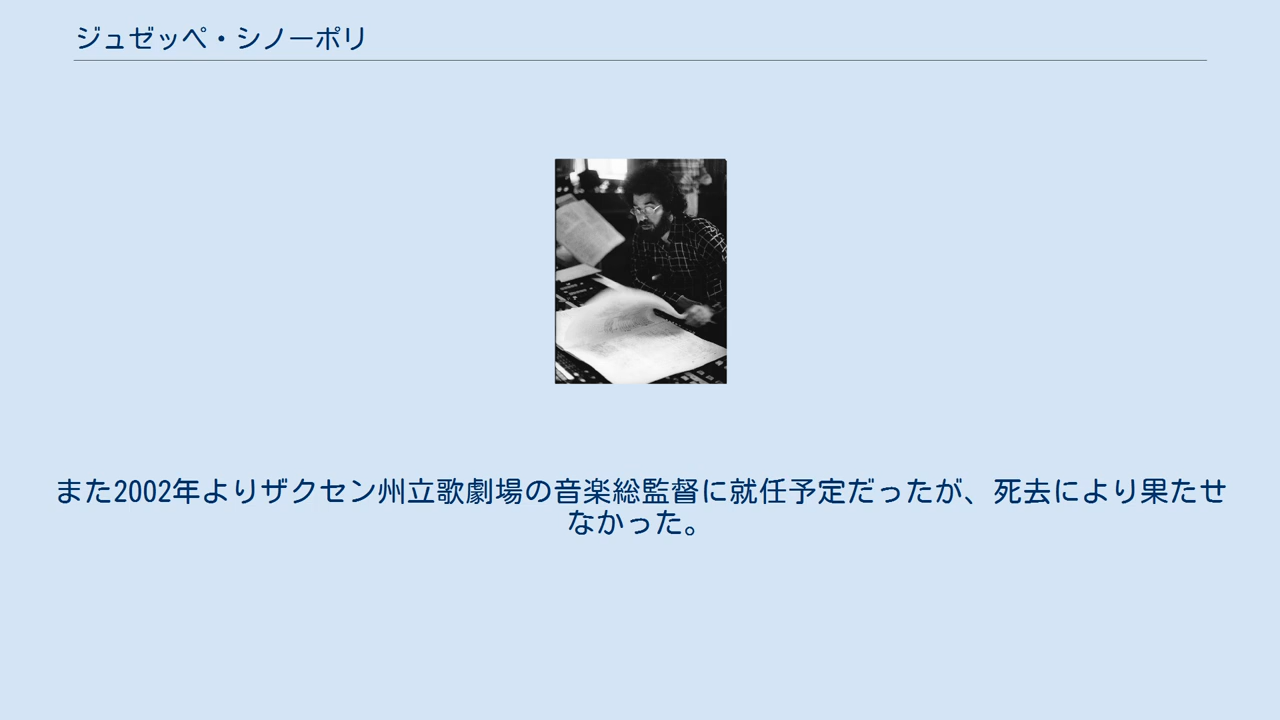 ジュゼッペ・シノーポリ
また2002年よりザクセン州立歌劇場の音楽総監督に就任予定だったが、死去により果たせ
なかった。